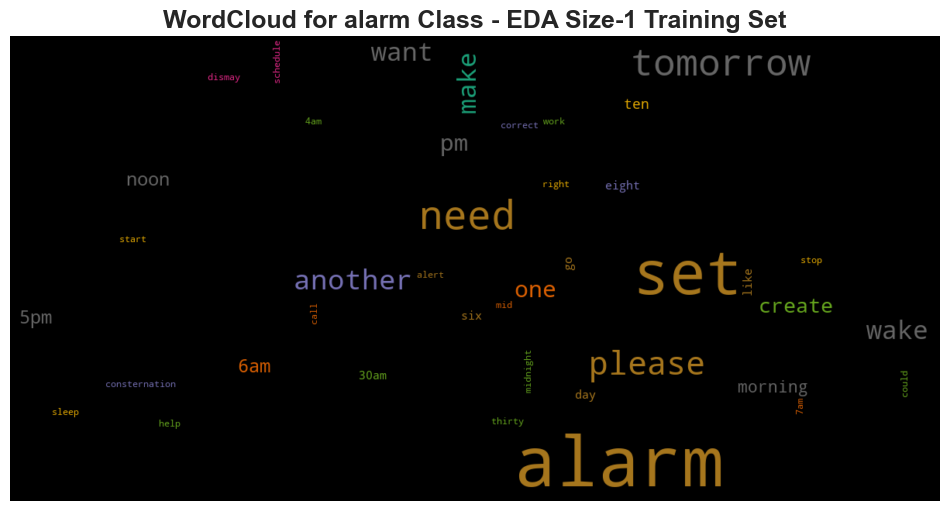 WordCloud for alarm Class - EDA Size-1 Training Set
want
tomorrow
make
schedule
dismay
ten
4am
correct
work
pm
noon
right
eight
need
start
set
another
alert
go
stop
like
one
mid
create
call
six
5pm
wake
6am
30am
midnight
please
day
morning
could
7am
consternation
sleep
help
thirty
alarm